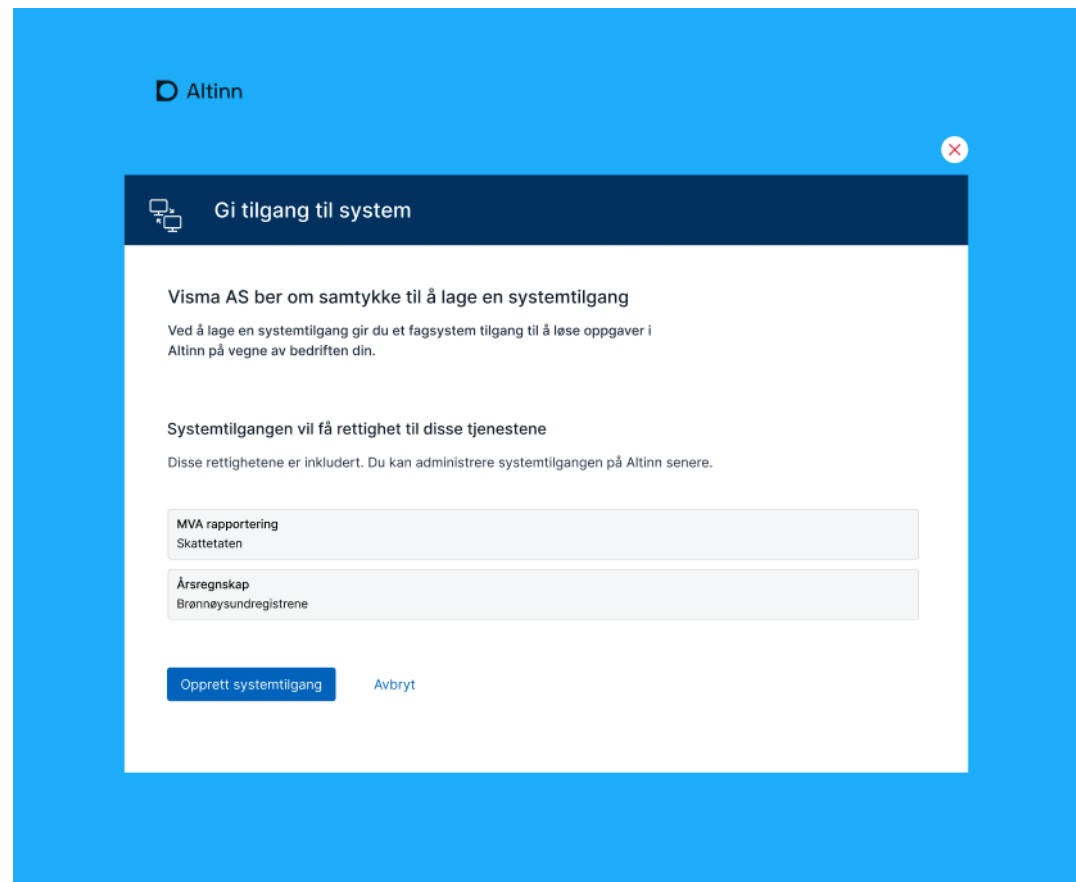 Altinn
Gi tilgang til system
Visma AS ber om samtykke til å lage en systemtilgang
Ved å lage en systemtilgang gir du et fagsystem tilgang til å løse oppgaver i
Altinn på vegne av bedriften din.
Systemtilgangen vil få rettighet til disse tjenestene
Disse rettighetene er inkludert. Du kan administrere systemtilgangen på Altinn senere.
MVA rapportering
Skattetaten
Årsregnskap
Brønnøysundregistrene
Opprett systemtilgang
Avbryt